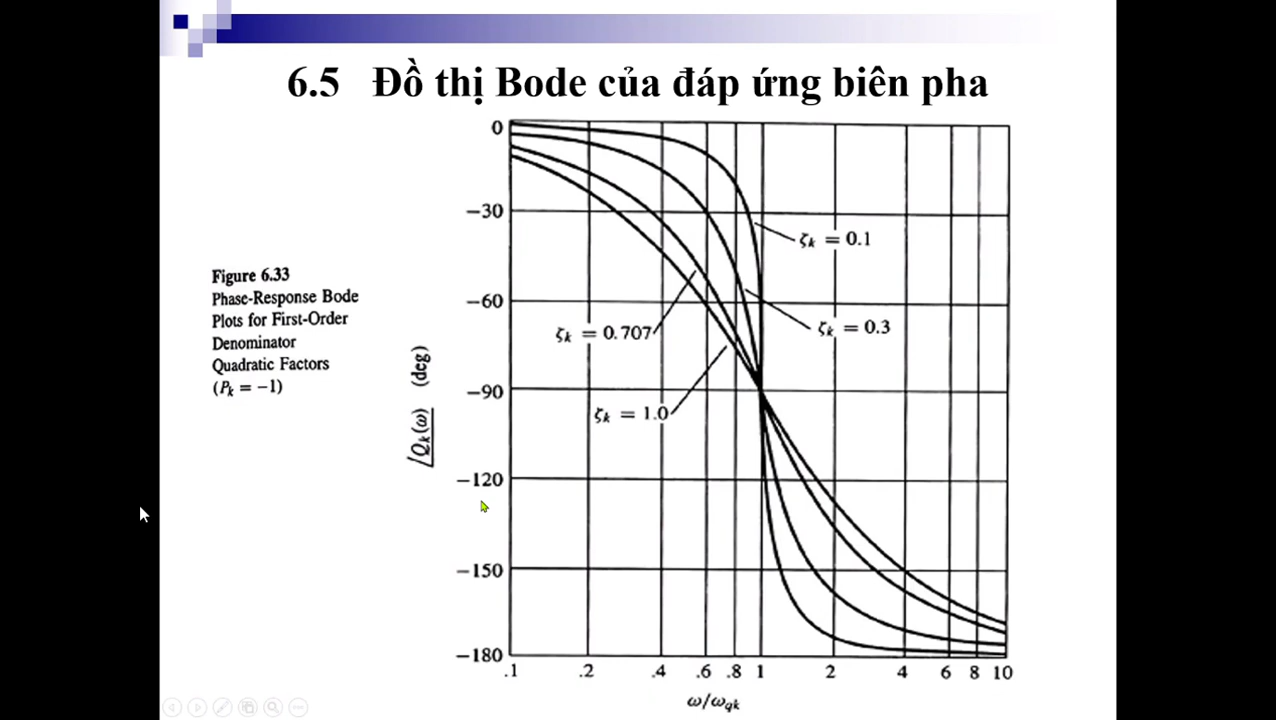 6.5 Đồ thị Bode của đáp ứng biên pha
Figure 6.33
Phase-Response Bode
Plots for First-Order
Denominator
Quadratic Factors
(Pk = −1)
0
−30
−60
−90
−120
−150
−180
∠Qk(ω) (deg)
ζk = 0.1
ζk = 0.3
ζk = 0.707
ζk = 1.0
.1 .2 .4 .6 .8 1 2 4 6 8 10
ω/ωqk